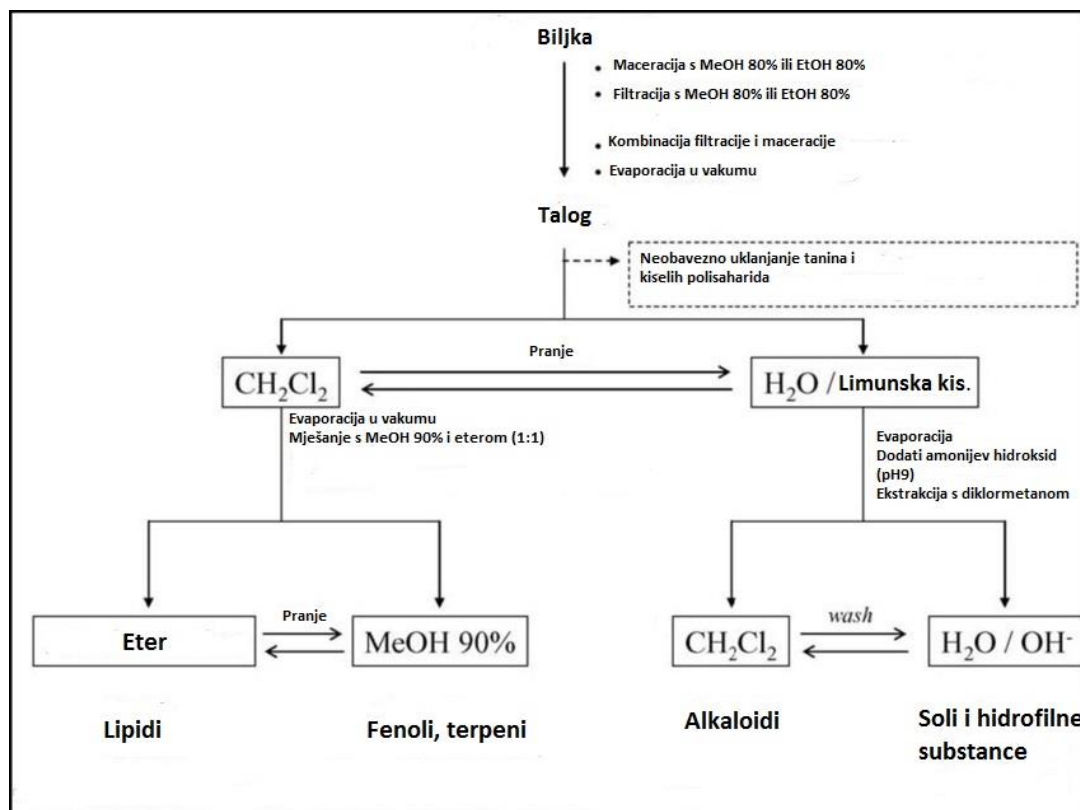 Biljka
• Maceracija s MeOH 80% ili EtOH 80%
• Filtracija s MeOH 80% ili EtOH 80%
• Kombinacija filtracije i maceracije
• Evaporacija u vakumu
Talog
Neobavezno uklanjanje tanina i
kiselih polisaharida
Pranje
CH₂Cl₂
H₂O / Limunska kis.
Evaporacija u vakumu
Mješanje s MeOH 90% i eterom (1:1)
Evaporacija
Dodati amonijev hidroksid
(pH9)
Ekstrakcija s diklormetanom
Eter
Pranje
MeOH 90%
CH₂Cl₂
wash
H₂O / OH⁻
Lipidi
Fenoli, terpeni
Alkaloidi
Soli i hidrofilne
substance